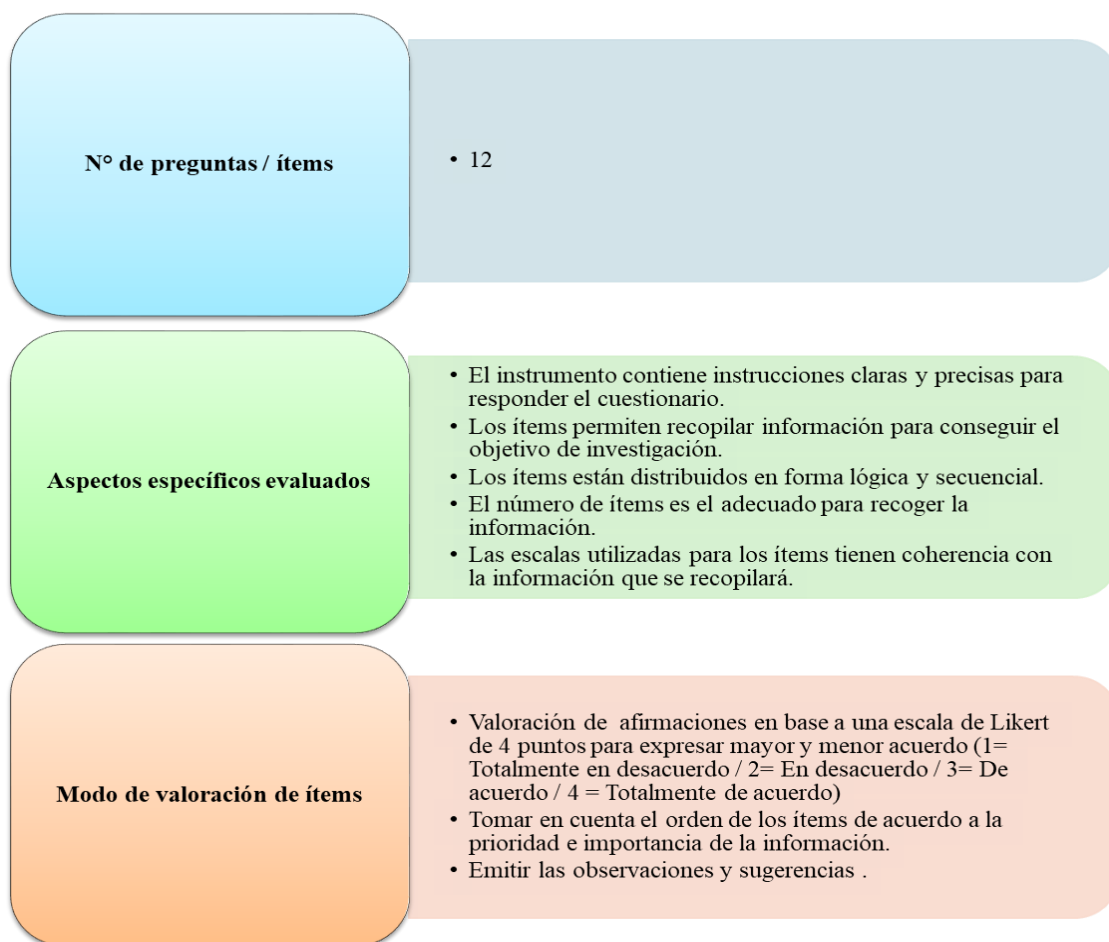 N° de preguntas / ítems
• 12
Aspectos específicos evaluados
• El instrumento contiene instrucciones claras y precisas para
responder el cuestionario.
• Los ítems permiten recopilar información para conseguir el
objetivo de investigación.
• Los ítems están distribuidos en forma lógica y secuencial.
• El número de ítems es el adecuado para recoger la
información.
• Las escalas utilizadas para los ítems tienen coherencia con
la información que se recopilará.
Modo de valoración de ítems
• Valoración de afirmaciones en base a una escala de Likert
de 4 puntos para expresar mayor y menor acuerdo (1=
Totalmente en desacuerdo / 2= En desacuerdo / 3= De
acuerdo / 4 = Totalmente de acuerdo)
• Tomar en cuenta el orden de los ítems de acuerdo a la
prioridad e importancia de la información.
• Emitir las observaciones y sugerencias .